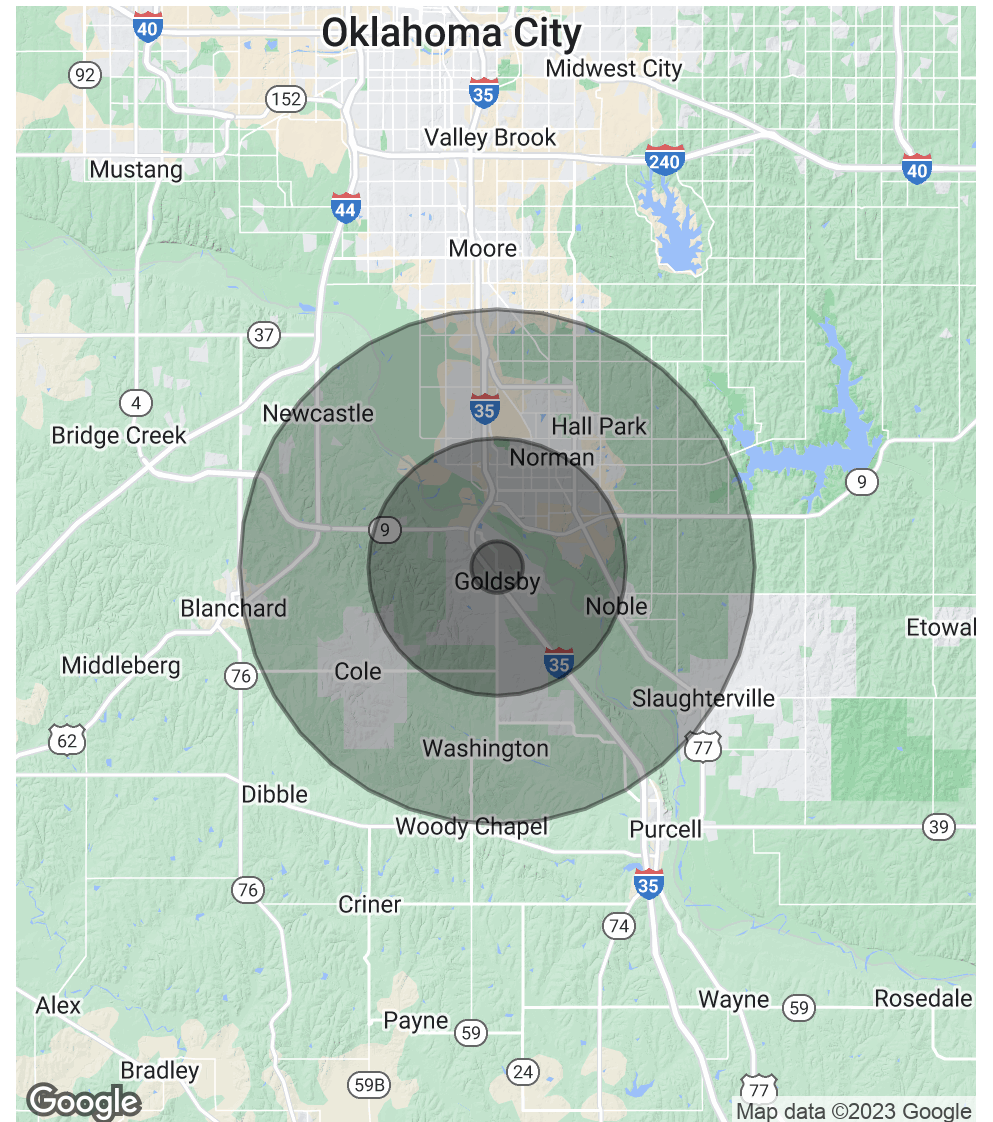 Oklahoma City
40
Midwest City
92
35
152
Valley Brook
240
40
Mustang
44
Moore
37
4
Newcastle
35
Hall Park
Bridge Creek
Norman
9
9
Goldsby
Blanchard
Noble
Etowal
Middleberg
Cole
35
76
Slaughterville
62
Washington
77
Dibble
Woody Chapel
Purcell
39
35
76
Criner
74
Alex
Wayne
59
Rosedale
Payne
59
Bradley
59B
24
77
Google
Map data ©2023 Google